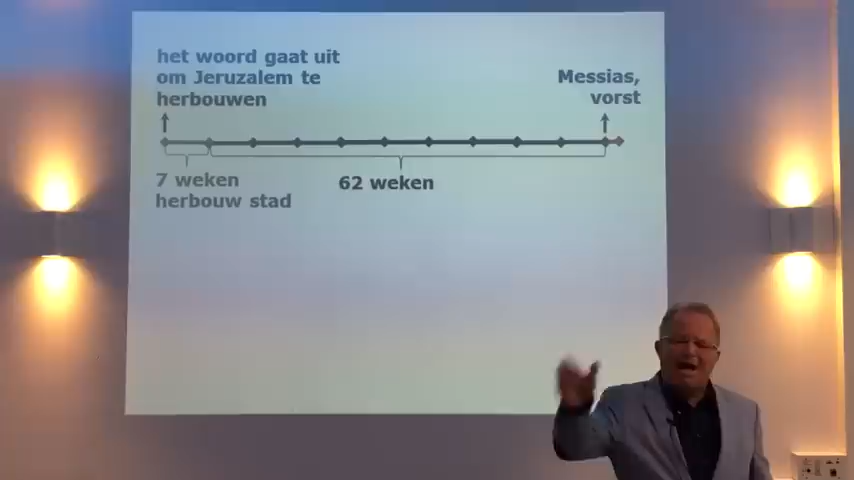 het woord gaat uit
om Jeruzalem te
herbouwen
Messias,
vorst
7 weken
herbouw stad
62 weken